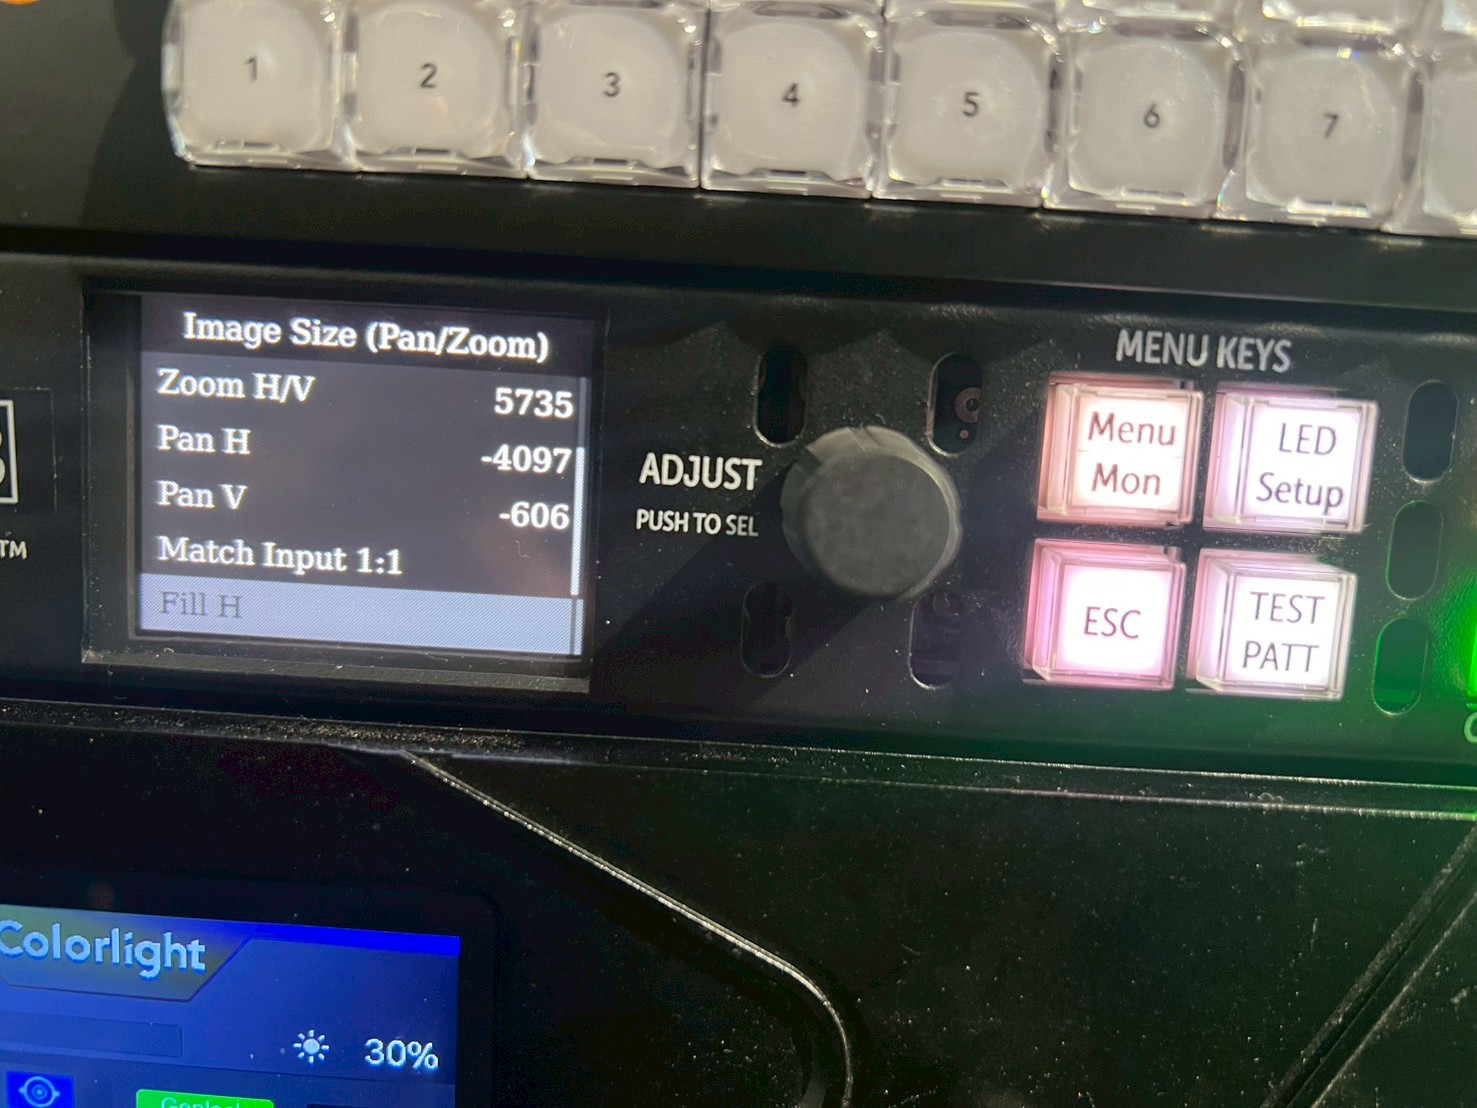 1 2 3 4 5 6 7
Image Size (Pan/Zoom)
Zoom H/V 5735
Pan H -4097
Pan V -606
Match Input 1:1
Fill H
TM
ADJUST
PUSH TO SEL
MENU KEYS
Menu
Mon
LED
Setup
ESC
TEST
PATT
Colorlight
30%